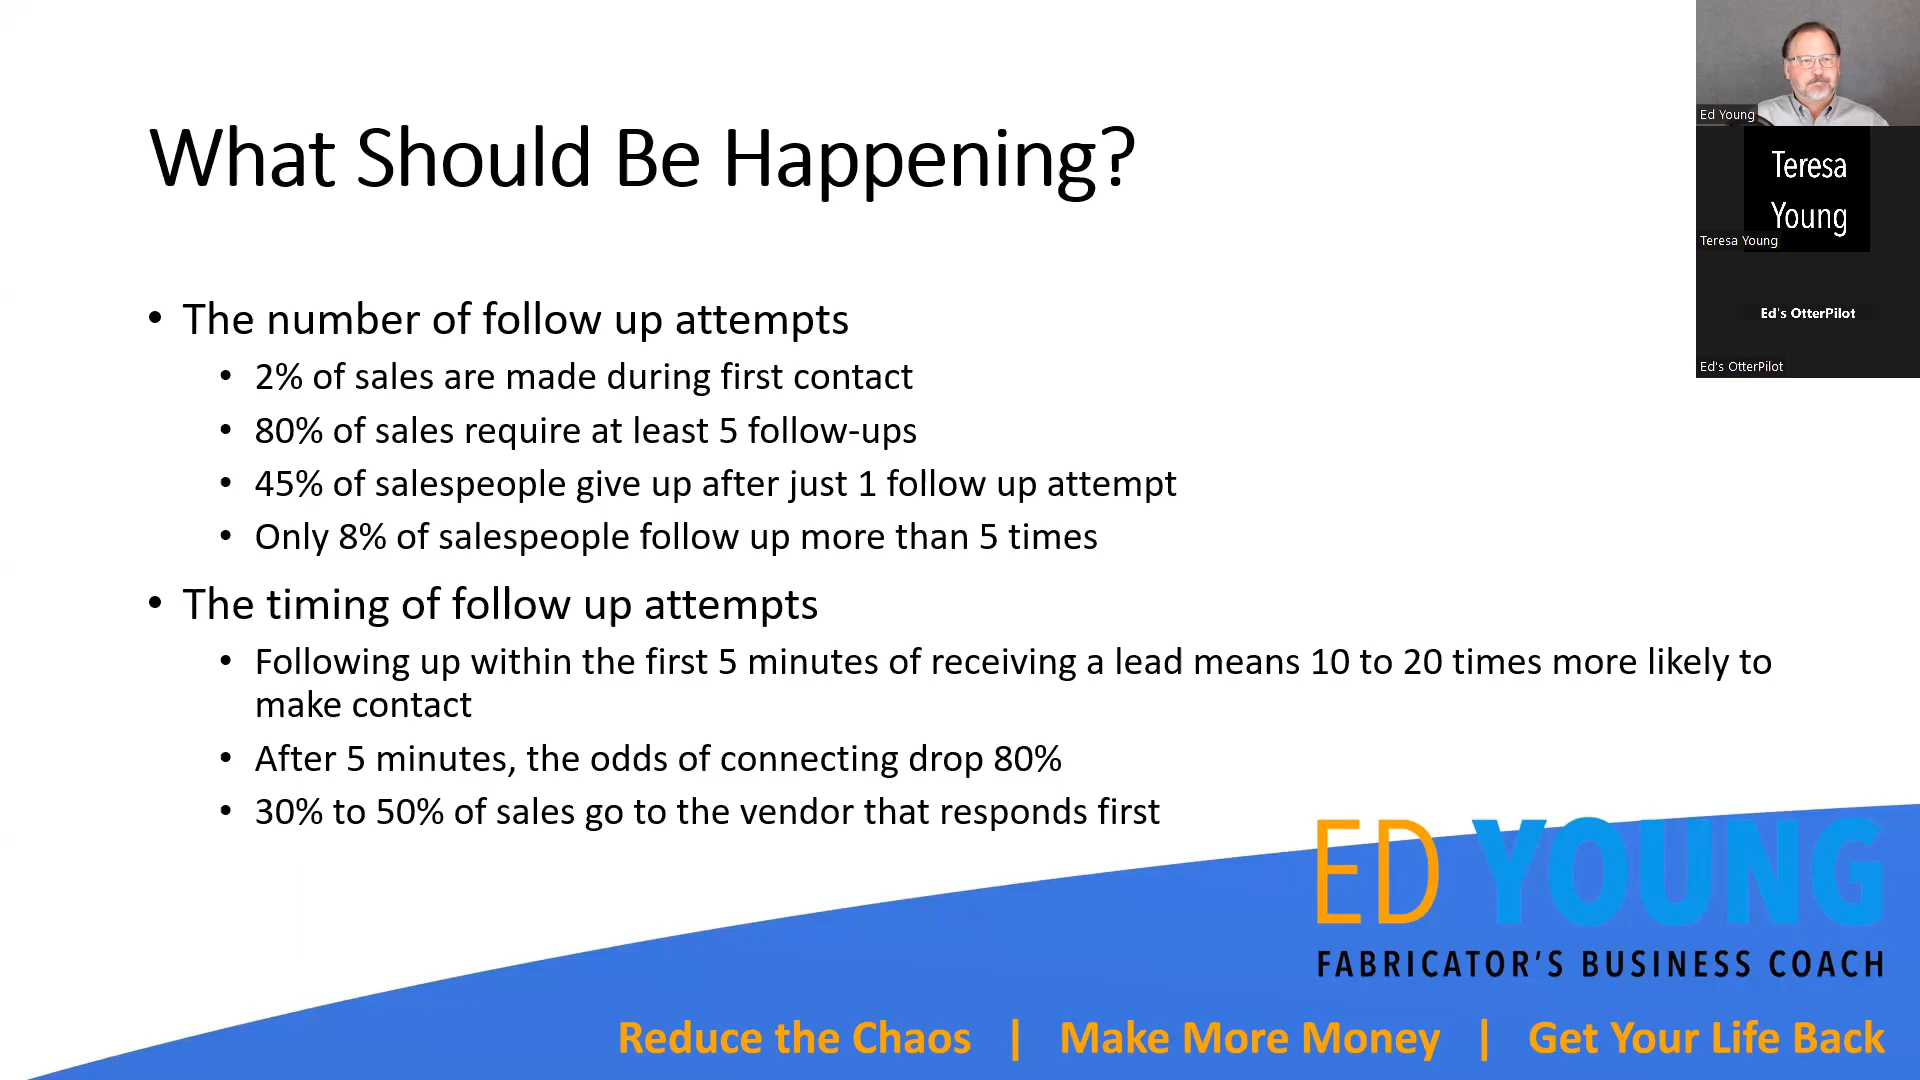 What Should Be Happening?
• The number of follow up attempts
• 2% of sales are made during first contact
• 80% of sales require at least 5 follow-ups
• 45% of salespeople give up after just 1 follow up attempt
• Only 8% of salespeople follow up more than 5 times
• The timing of follow up attempts
• Following up within the first 5 minutes of receiving a lead means 10 to 20 times more likely to
make contact
• After 5 minutes, the odds of connecting drop 80%
• 30% to 50% of sales go to the vendor that responds first
ED YOUNG
FABRICATOR'S BUSINESS COACH
Reduce the Chaos | Make More Money | Get Your Life Back
Ed Young
Teresa
Young
Teresa Young
Ed's OtterPilot
Ed's OtterPilot